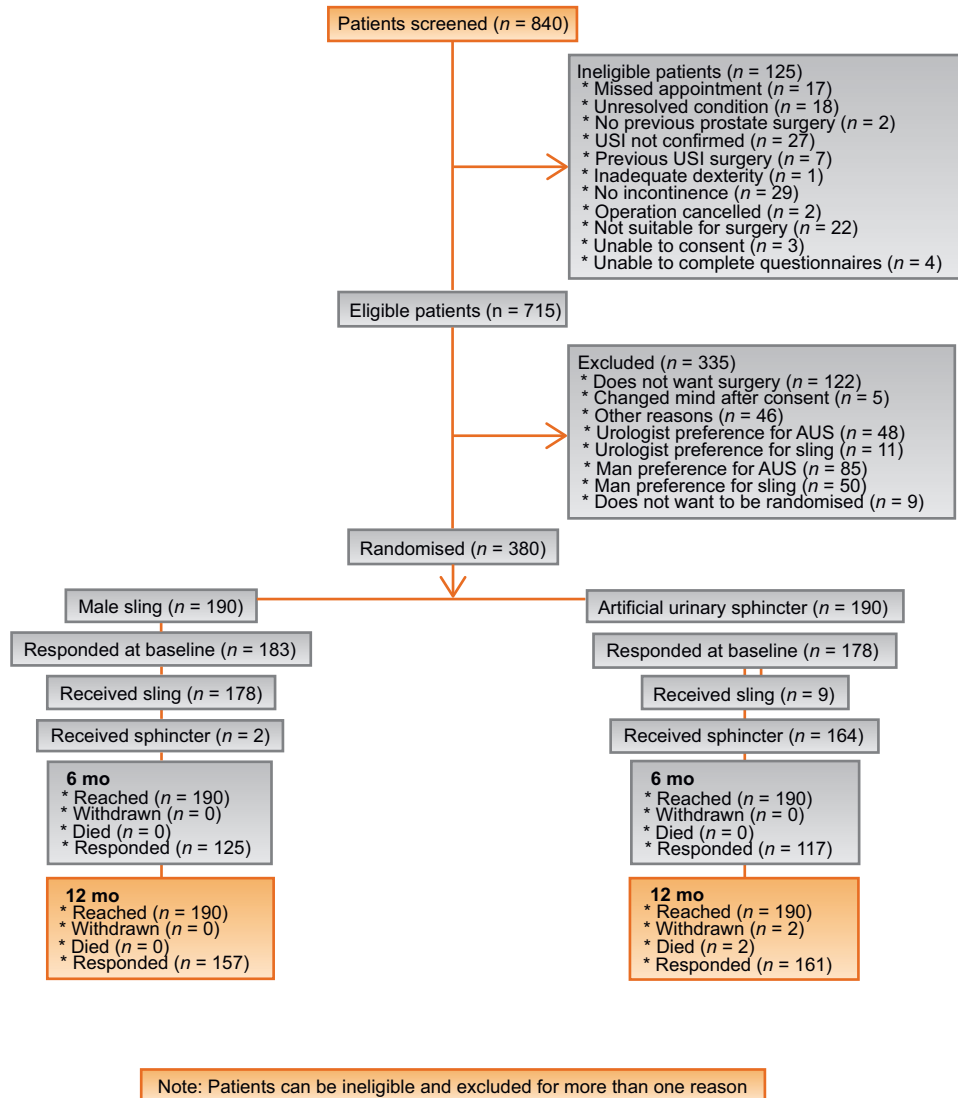 Patients screened (n = 840)
Ineligible patients (n = 125)
* Missed appointment (n = 17)
* Unresolved condition (n = 18)
* No previous prostate surgery (n = 2)
* USI not confirmed (n = 27)
* Previous USI surgery (n = 7)
* Inadequate dexterity (n = 1)
* No incontinence (n = 29)
* Operation cancelled (n = 2)
* Not suitable for surgery (n = 22)
* Unable to consent (n = 3)
* Unable to complete questionnaires (n = 4)
Eligible patients (n = 715)
Excluded (n = 335)
* Does not want surgery (n = 122)
* Changed mind after consent (n = 5)
* Other reasons (n = 46)
* Urologist preference for AUS (n = 48)
* Urologist preference for sling (n = 11)
* Man preference for AUS (n = 85)
* Man preference for sling (n = 50)
* Does not want to be randomised (n = 9)
Randomised (n = 380)
Male sling (n = 190)
Responded at baseline (n = 183)
Received sling (n = 178)
Received sphincter (n = 2)
6 mo
* Reached (n = 190)
* Withdrawn (n = 0)
* Died (n = 0)
* Responded (n = 125)
12 mo
* Reached (n = 190)
* Withdrawn (n = 0)
* Died (n = 0)
* Responded (n = 157)
Artificial urinary sphincter (n = 190)
Responded at baseline (n = 178)
Received sling (n = 9)
Received sphincter (n = 164)
6 mo
* Reached (n = 190)
* Withdrawn (n = 0)
* Died (n = 0)
* Responded (n = 117)
12 mo
* Reached (n = 190)
* Withdrawn (n = 2)
* Died (n = 2)
* Responded (n = 161)
Note: Patients can be ineligible and excluded for more than one reason